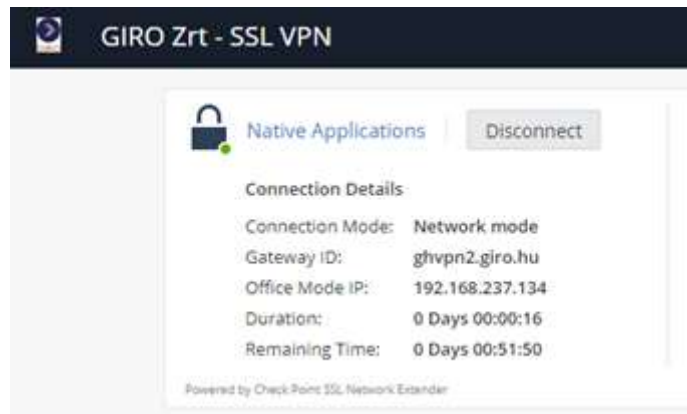 GIRO Zrt - SSL VPN
Native Applications Disconnect
Connection Details
Connection Mode: Network mode
Gateway ID: ghvpn2.giro.hu
Office Mode IP: 192.168.237.134
Duration: 0 Days 00:00:16
Remaining Time: 0 Days 00:51:50
Powered by Check Point SSL Network Extender